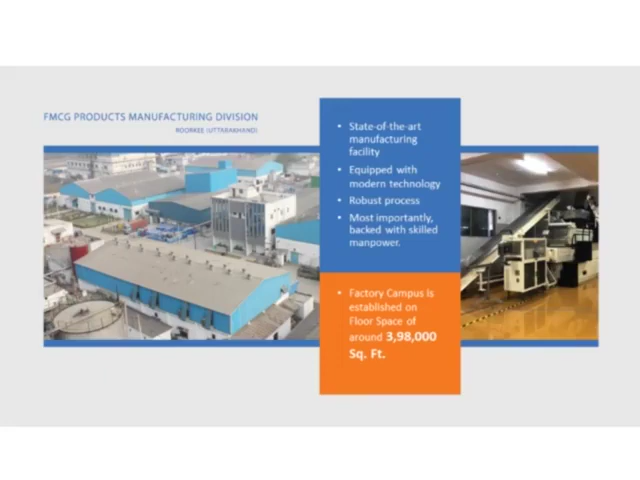 FMCG PRODUCTS MANUFACTURING DIVISION
ROORKEE (UTTARAKHAND)
• State-of-the-art
manufacturing
facility
• Equipped with
modern technology
• Robust process
• Most importantly,
backed with skilled
manpower.
• Factory Campus is
established on
Floor Space of
around 3,98,000
Sq. Ft.